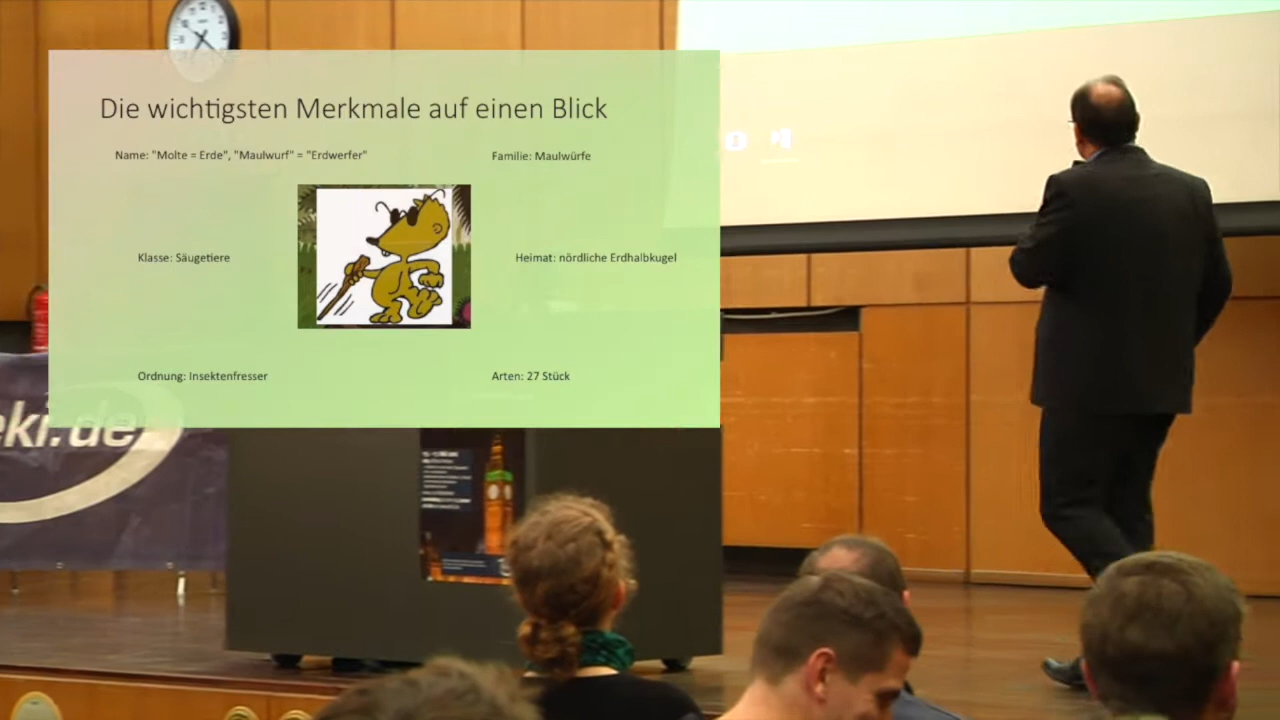 Die wichtigsten Merkmale auf einen Blick
Name: "Molte = Erde", "Maulwurf" = "Erdwerfer"
Familie: Maulwürfe
Klasse: Säugetiere
Heimat: nördliche Erdhalbkugel
Ordnung: Insektenfresser
Arten: 27 Stück
eki.de